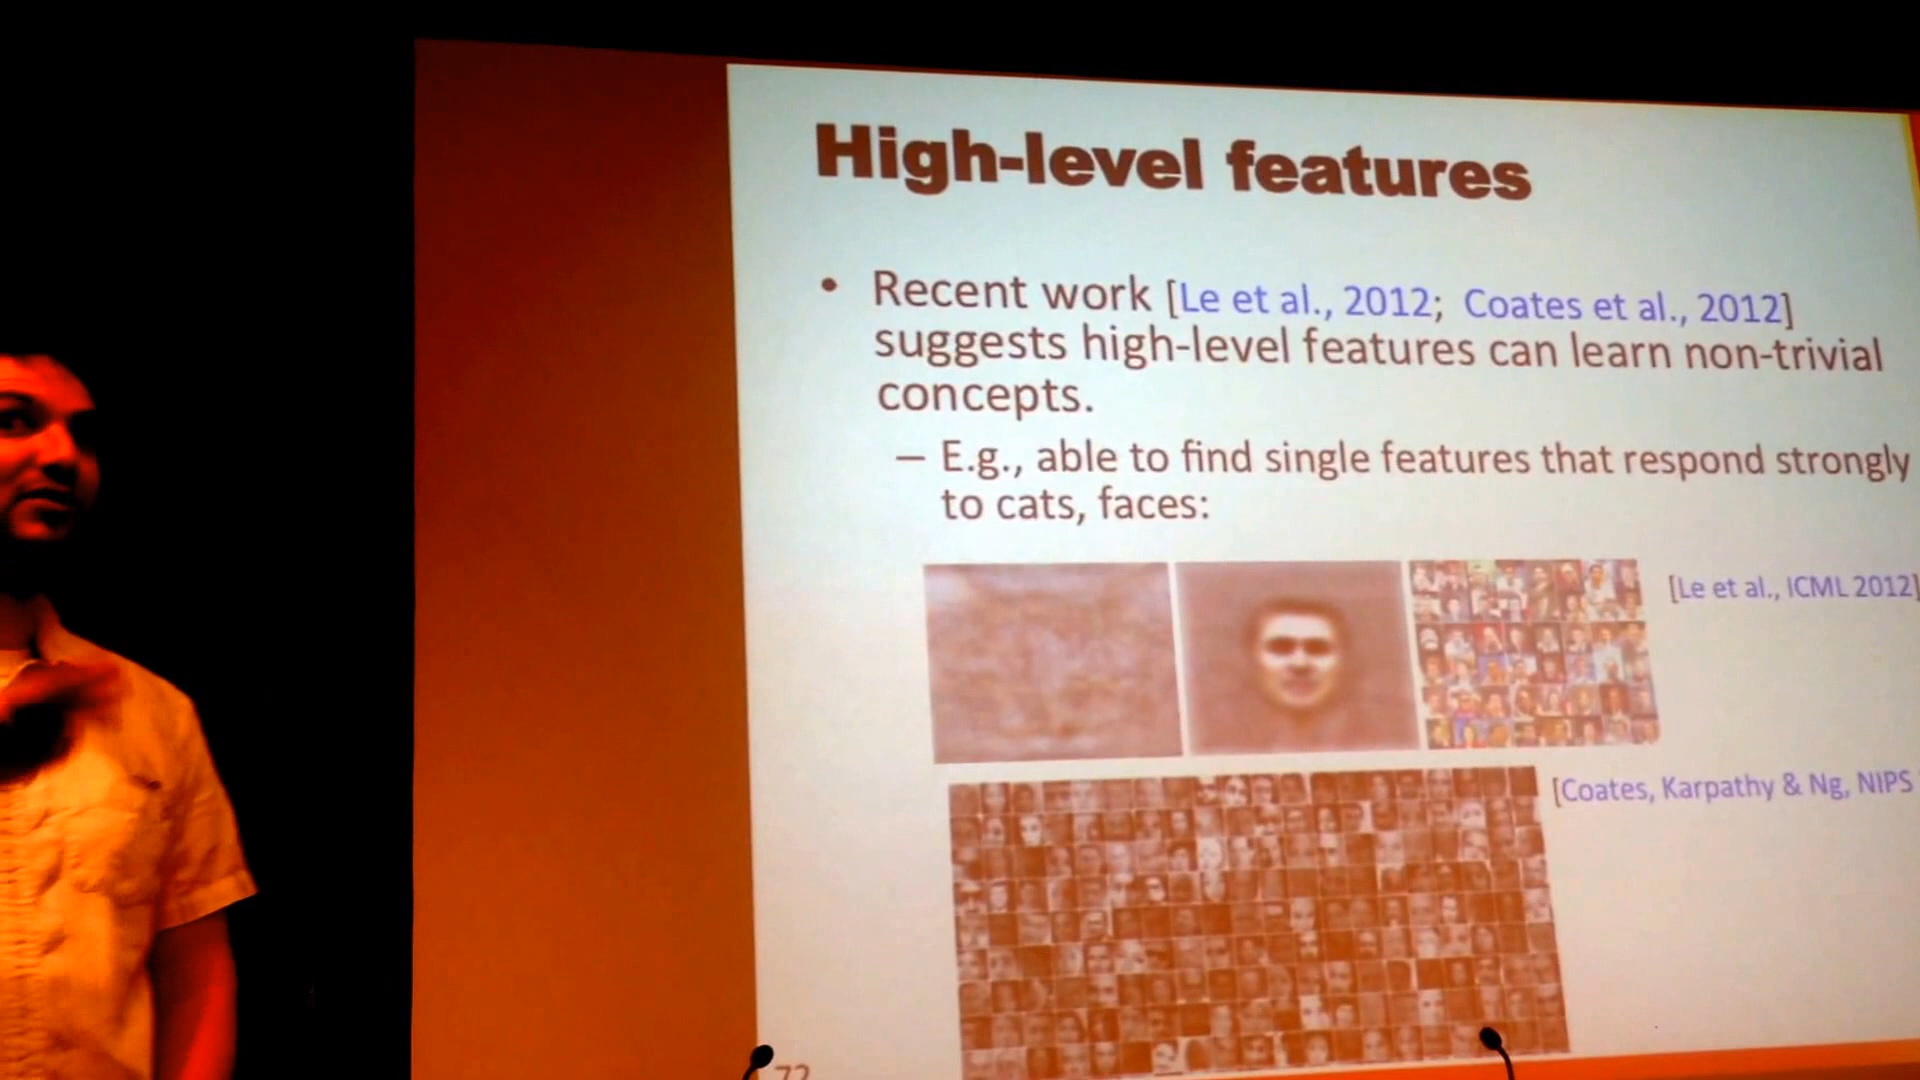 High-level features
• Recent work [Le et al., 2012; Coates et al., 2012]
suggests high-level features can learn non-trivial
concepts.
– E.g., able to find single features that respond strongly
to cats, faces:
[Le et al., ICML 2012]
[Coates, Karpathy & Ng, NIPS
72